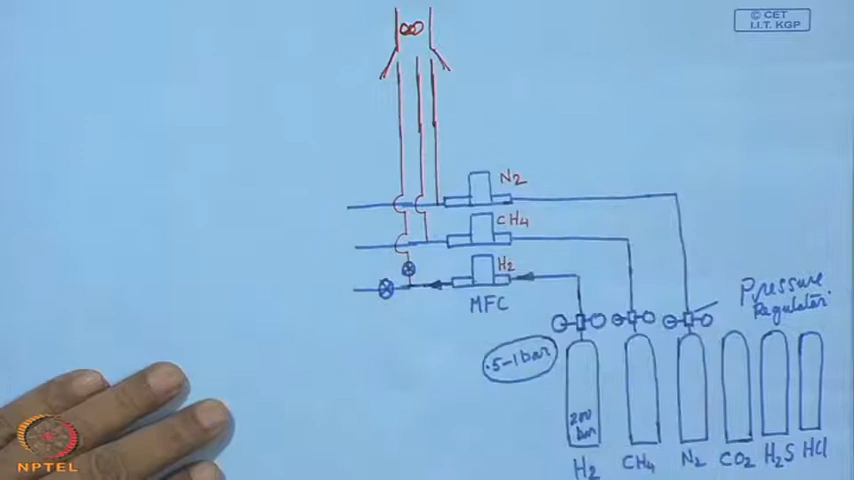 © CET
I.I.T. KGP
N2
CH4
H2
MFC
Pressure
Regulator.
.5-1 bar
200
bar
H2
CH4
N2
CO2
H2S
HCl
NPTEL